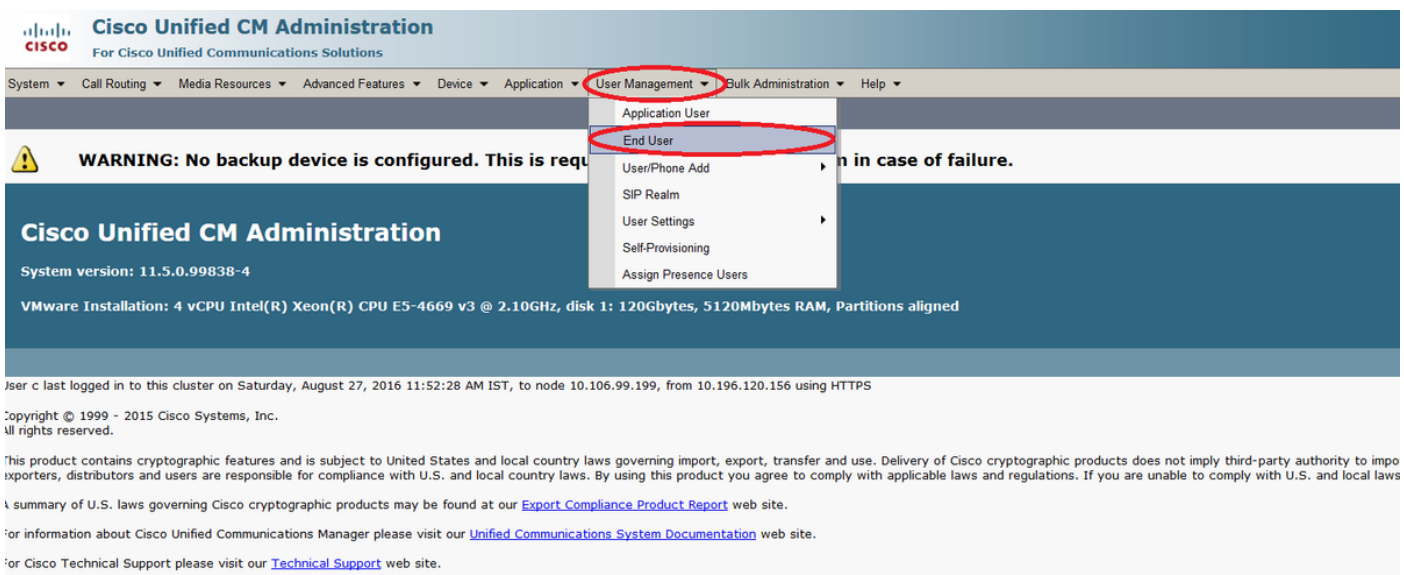 Cisco Unified CM Administration
CISCO For Cisco Unified Communications Solutions
System Call Routing Media Resources Advanced Features Device Application User Management Bulk Administration Help
Application User
End User
WARNING: No backup device is configured. This is requ n in case of failure.
User/Phone Add
SIP Realm
User Settings
Self-Provisioning
Assign Presence Users
Cisco Unified CM Administration
System version: 11.5.0.99838-4
VMware Installation: 4 vCPU Intel(R) Xeon(R) CPU E5-4669 v3 @ 2.10GHz, disk 1: 120Gbytes, 5120Mbytes RAM, Partitions aligned
User c last logged in to this cluster on Saturday, August 27, 2016 11:52:28 AM IST, to node 10.106.99.199, from 10.196.120.156 using HTTPS
Copyright © 1999 - 2015 Cisco Systems, Inc.
All rights reserved.
This product contains cryptographic features and is subject to United States and local country laws governing import, export, transfer and use. Delivery of Cisco cryptographic products does not imply third-party authority to impo
exporters, distributors and users are responsible for compliance with U.S. and local country laws. By using this product you agree to comply with applicable laws and regulations. If you are unable to comply with U.S. and local laws
A summary of U.S. laws governing Cisco cryptographic products may be found at our Export Compliance Product Report web site.
For information about Cisco Unified Communications Manager please visit our Unified Communications System Documentation web site.
For Cisco Technical Support please visit our Technical Support web site.